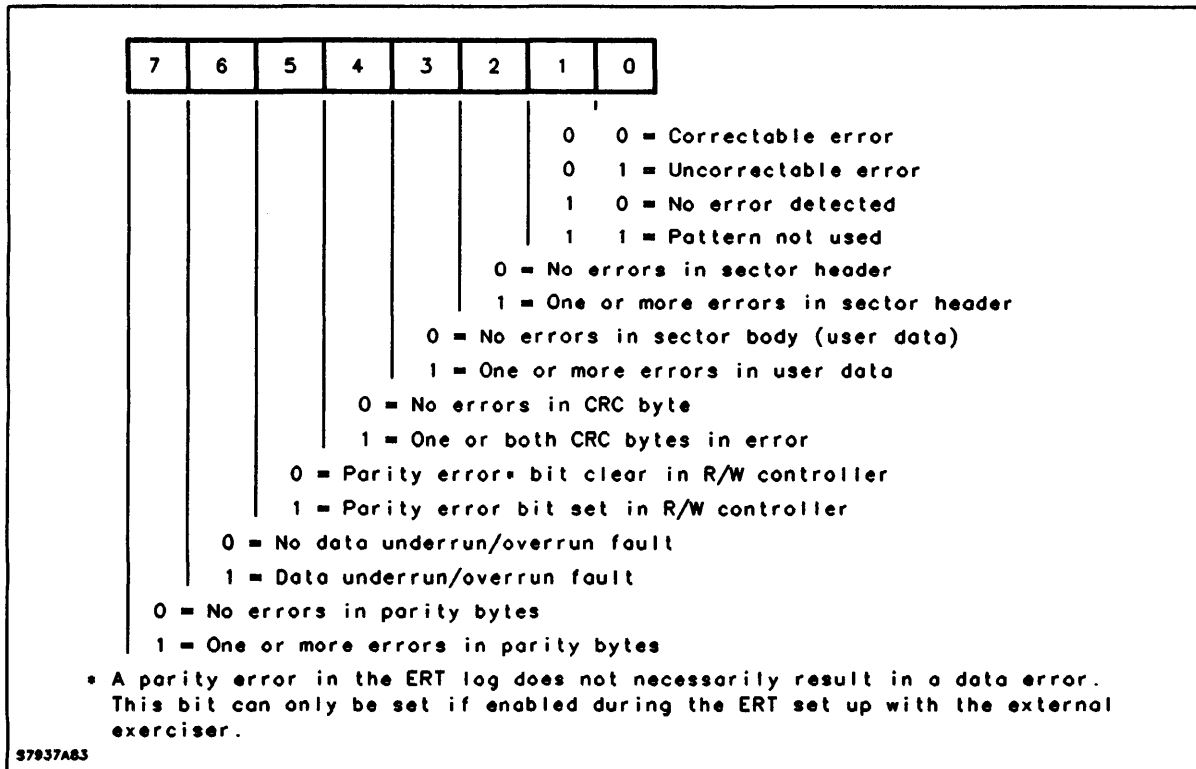 7 6 5 4 3 2 1 0
0 0 = Correctable error
0 1 = Uncorrectable error
1 0 = No error detected
1 1 = Pattern not used
0 = No errors in sector header
1 = One or more errors in sector header
0 = No errors in sector body (user data)
1 = One or more errors in user data
0 = No errors in CRC byte
1 = One or both CRC bytes in error
0 = Parity error* bit clear in R/W controller
1 = Parity error bit set in R/W controller
0 = No data underrun/overrun fault
1 = Data underrun/overrun fault
0 = No errors in parity bytes
1 = One or more errors in parity bytes
* A parity error in the ERT log does not necessarily result in a data error.
This bit can only be set if enabled during the ERT set up with the external
exerciser.
S7937A83